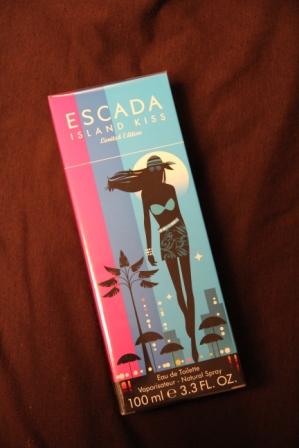 ESCADA
ISLAND KISS
Limited Edition
Eau de Toilette
Vaporisateur - Natural Spray
100 ml e 3.3 FL. OZ.